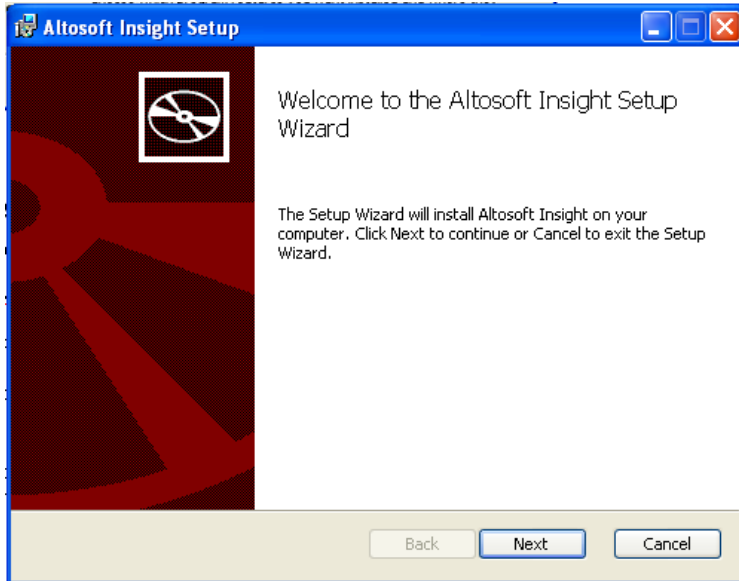 Altosoft Insight Setup
Welcome to the Altosoft Insight Setup
Wizard
The Setup Wizard will install Altosoft Insight on your
computer. Click Next to continue or Cancel to exit the Setup
Wizard.
Back Next Cancel